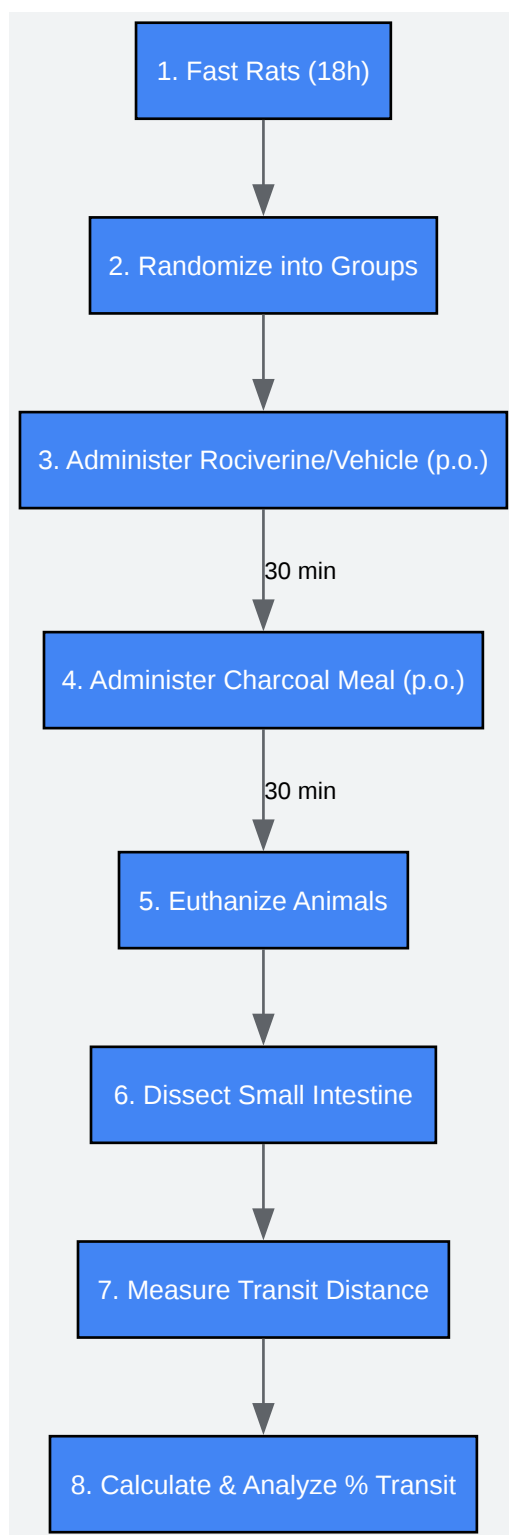 1. Fast Rats (18h)
2. Randomize into Groups
3. Administer Rociverine/Vehicle (p.o.)
30 min
4. Administer Charcoal Meal (p.o.)
30 min
5. Euthanize Animals
6. Dissect Small Intestine
7. Measure Transit Distance
8. Calculate & Analyze % Transit